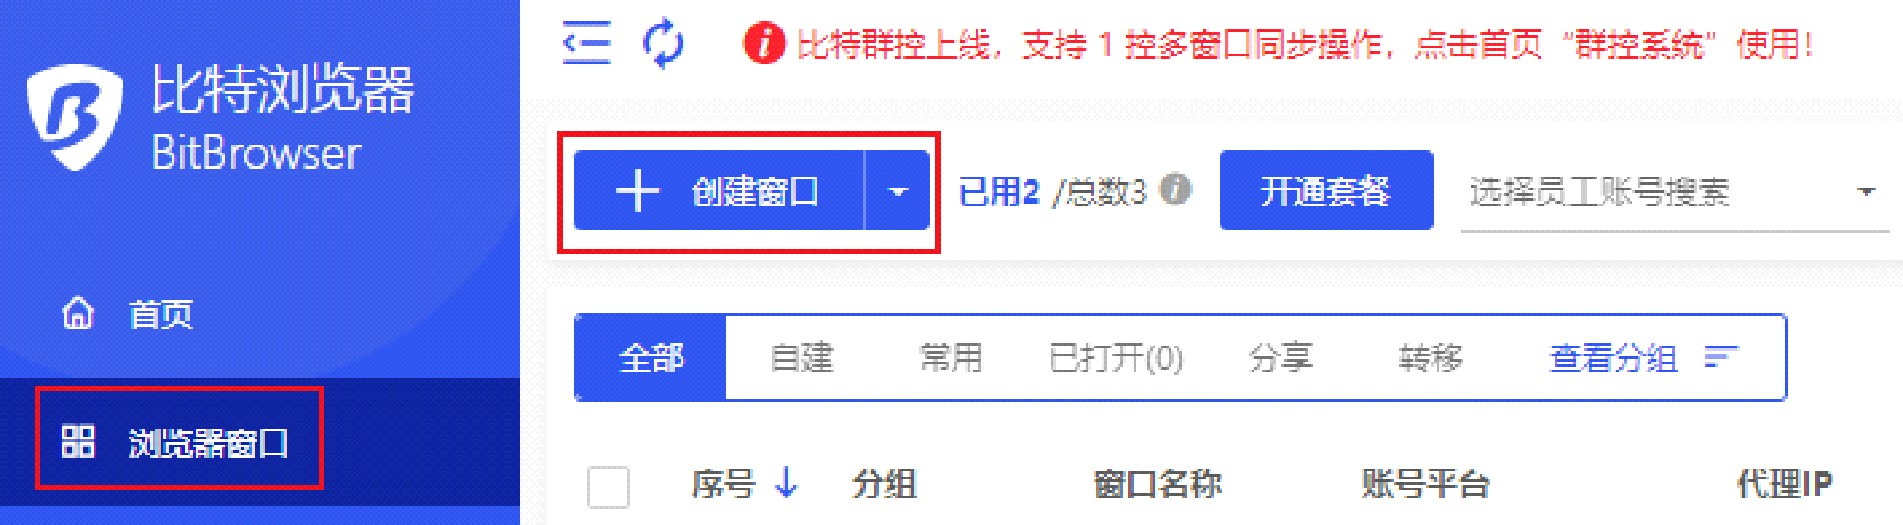 比特浏览器
BitBrowser
首页
浏览器窗口
比特群控上线，支持 1 控多窗口同步操作，点击首页“群控系统”使用！
创建窗口 已用2 /总数3 开通套餐 选择员工账号搜索
全部 自建 常用 已打开(0) 分享 转移 查看分组
序号 分组 窗口名称 账号平台 代理IP